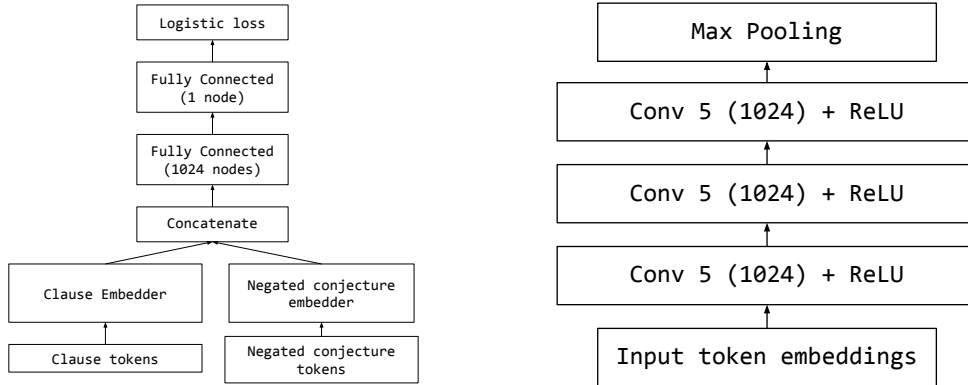 Logistic loss
Fully Connected
(1 node)
Fully Connected
(1024 nodes)
Concatenate
Clause Embedder
Negated conjecture
embedder
Clause tokens
Negated conjecture
tokens
Max Pooling
Conv 5 (1024) + ReLU
Conv 5 (1024) + ReLU
Conv 5 (1024) + ReLU
Input token embeddings